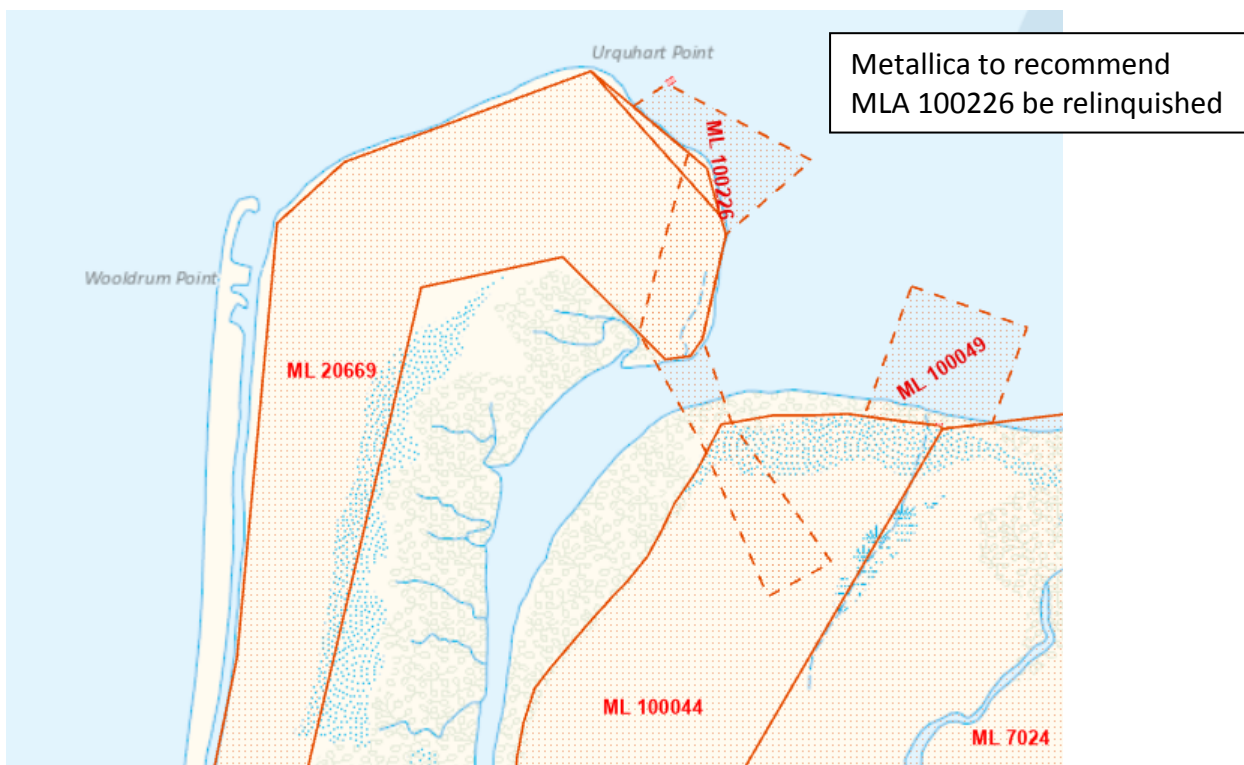 Urquhart Point
Metallica to recommend
MLA 100226 be relinquished
ML 100226
Wooldrum Point
ML 20669
ML 100049
ML 100044
ML 7024